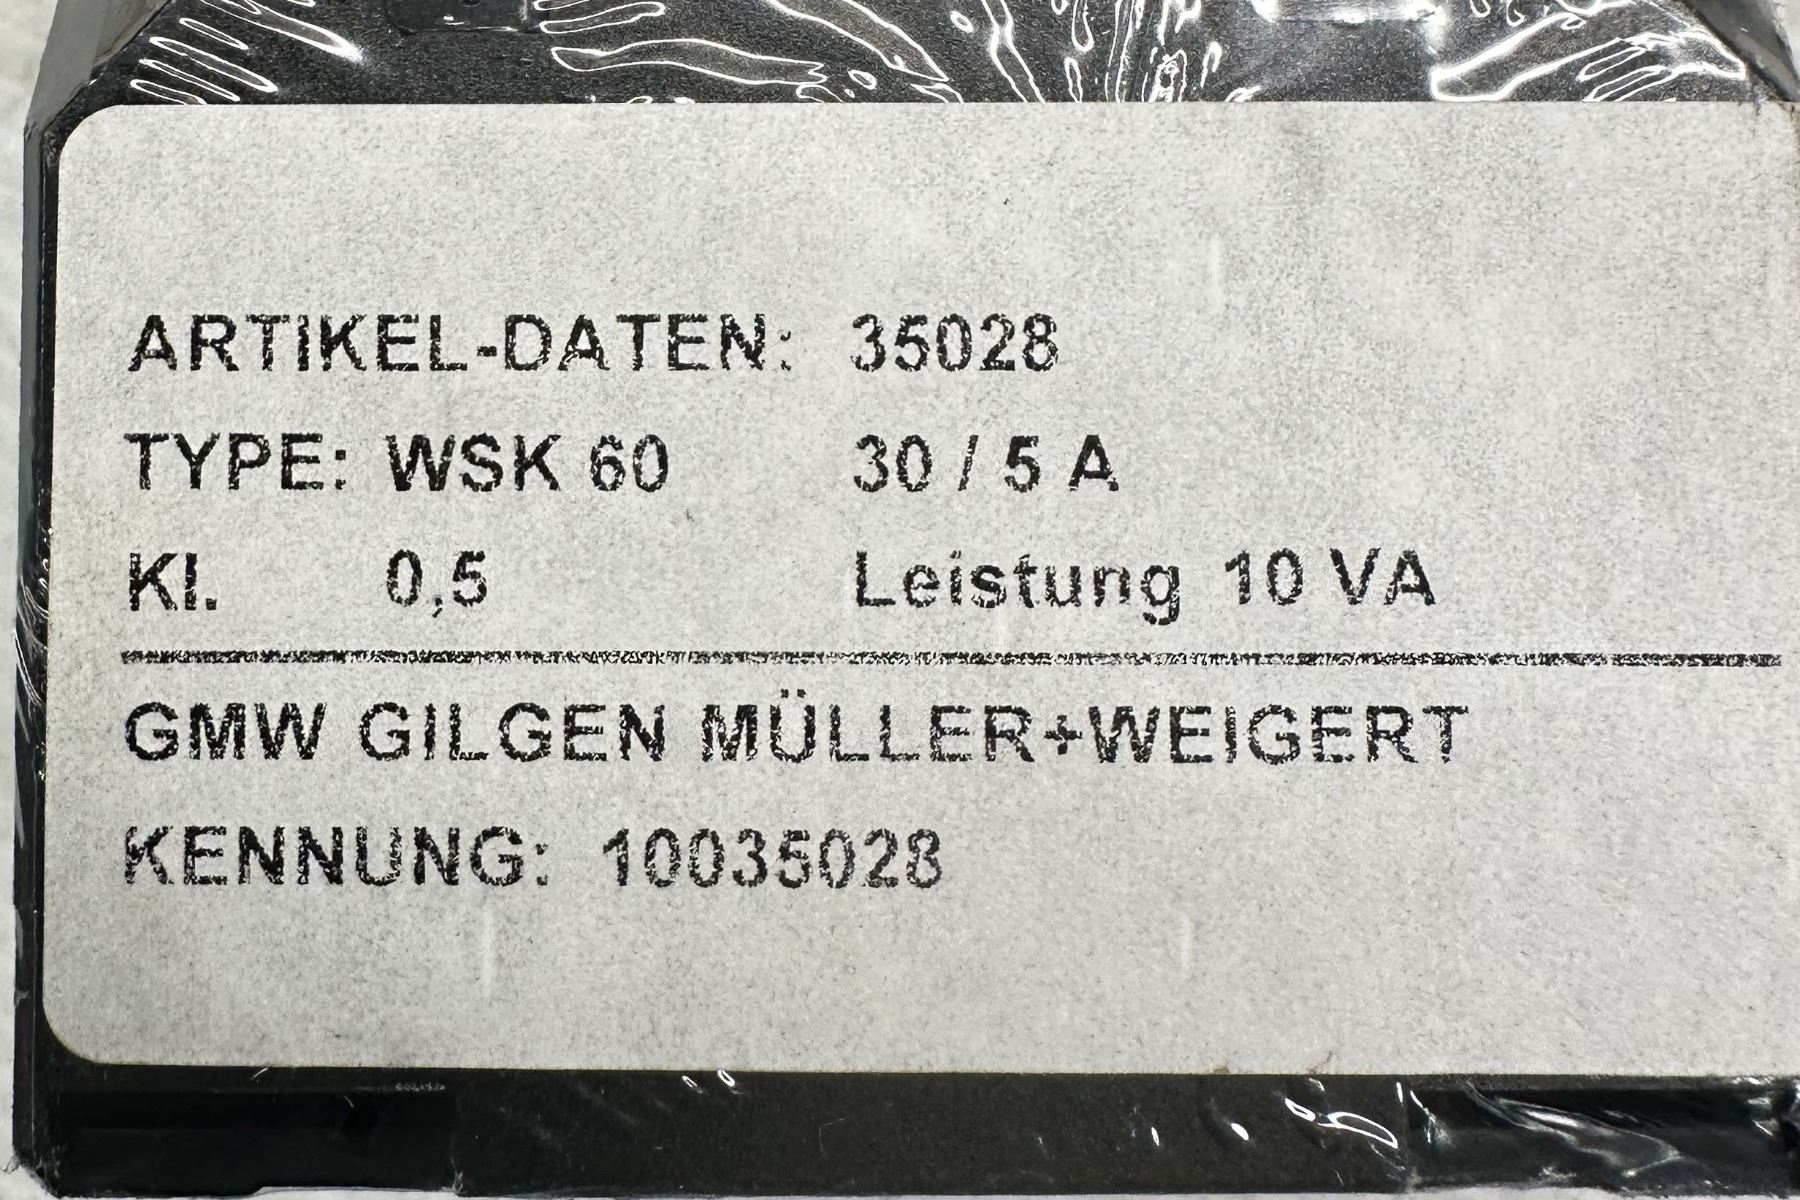 ARTIKEL-DATEN: 35028
TYPE: WSK 60 30 / 5 A
Kl. 0,5 Leistung 10 VA
GMW GILGEN MÜLLER+WEIGERT
KENNUNG: 10035028